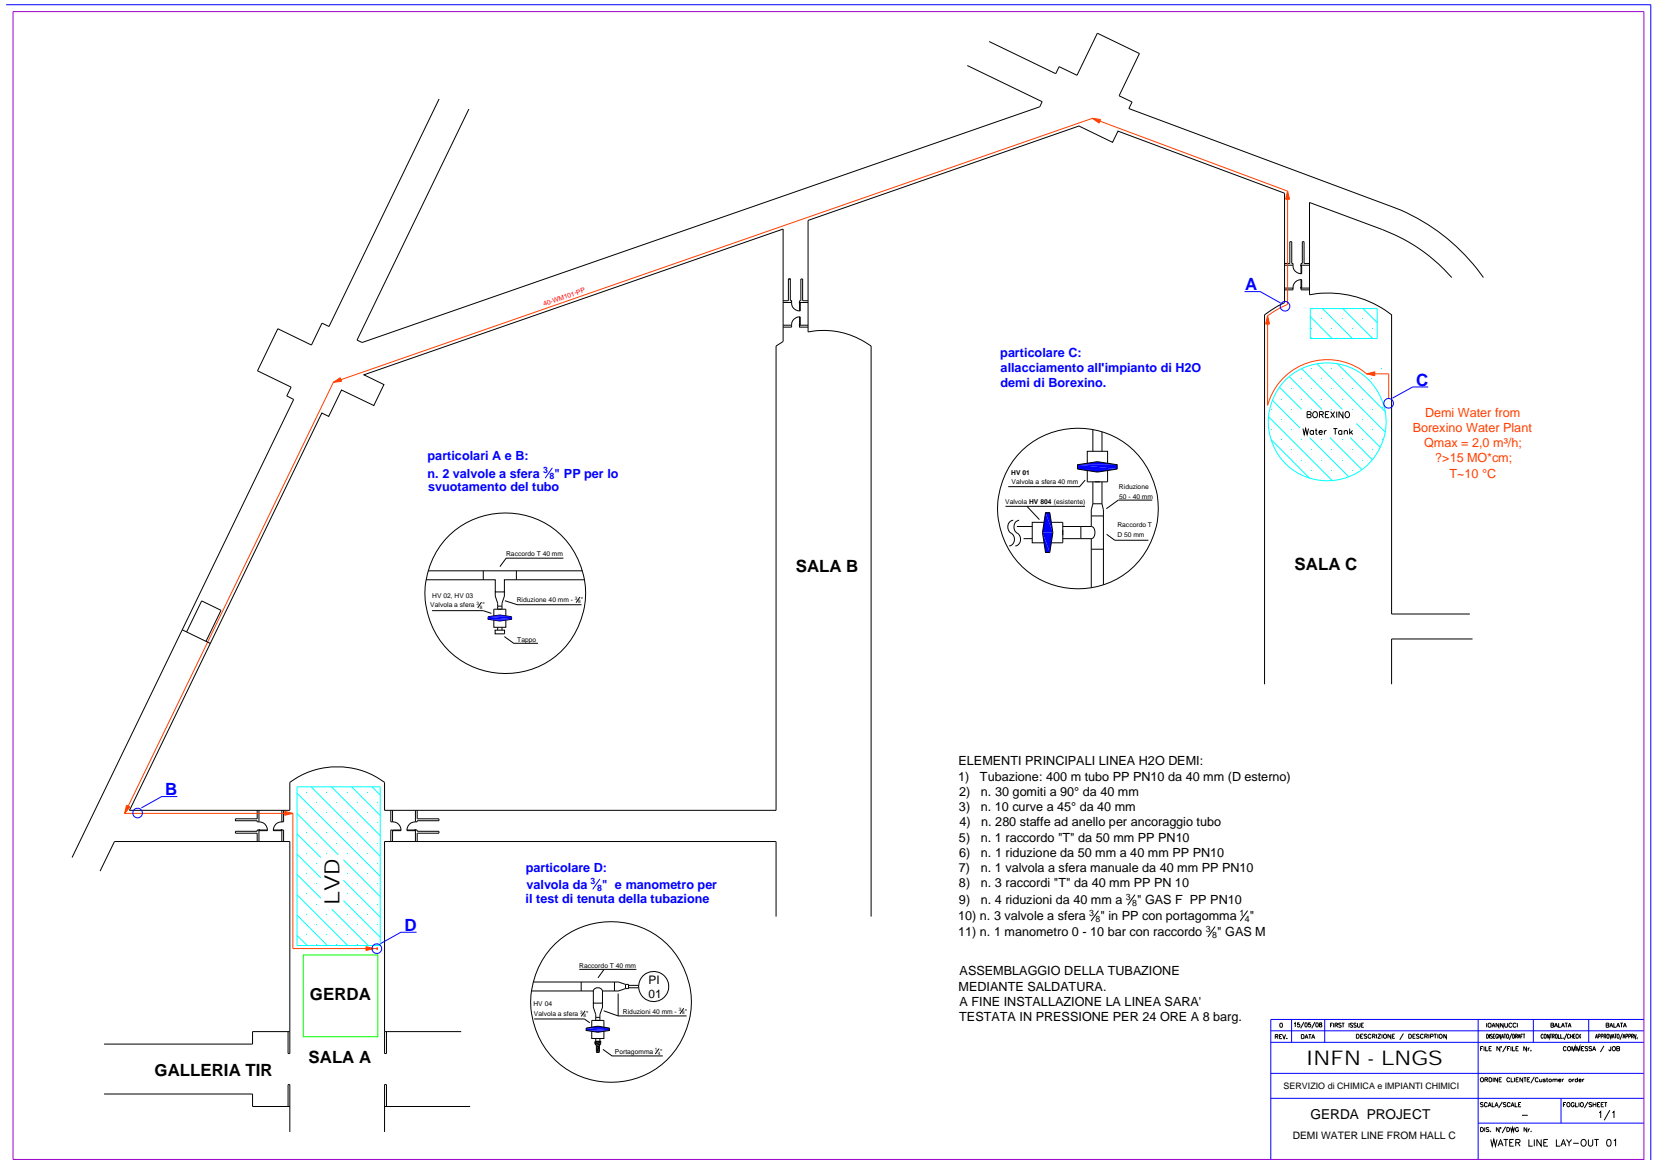 40-WM101-PP
A
particolare C:
allacciamento all'impianto di H2O
demi di Borexino.
C
BOREXINO
Water Tank
Demi Water from
Borexino Water Plant
Qmax = 2,0 m³/h;
?>15 MO*cm;
T~10 °C
particolari A e B:
n. 2 valvole a sfera ⅜" PP per lo
svuotamento del tubo
HV 01
Valvola a sfera 40 mm
Riduzione
50 - 40 mm
Valvola HV 804 (esistente)
Raccordo T
D 50 mm
Raccordo T 40 mm
HV 02, HV 03
Valvola a sfera ⅜"
Riduzione 40 mm - ⅜"
Tappo
SALA B
SALA C
B
LVD
particolare D:
valvola da ⅜" e manometro per
il test di tenuta della tubazione
D
Raccordo T 40 mm
PI
01
HV 04
Valvola a sfera ⅜"
Riduzioni 40 mm - ⅜"
Portagomma ¼"
GERDA
SALA A
GALLERIA TIR
ELEMENTI PRINCIPALI LINEA H2O DEMI:
1) Tubazione: 400 m tubo PP PN10 da 40 mm (D esterno)
2) n. 30 gomiti a 90° da 40 mm
3) n. 10 curve a 45° da 40 mm
4) n. 280 staffe ad anello per ancoraggio tubo
5) n. 1 raccordo "T" da 50 mm PP PN10
6) n. 1 riduzione da 50 mm a 40 mm PP PN10
7) n. 1 valvola a sfera manuale da 40 mm PP PN10
8) n. 3 raccordi "T" da 40 mm PP PN 10
9) n. 4 riduzioni da 40 mm a ⅜" GAS F PP PN10
10) n. 3 valvole a sfera ⅜" in PP con portagomma ¼"
11) n. 1 manometro 0 - 10 bar con raccordo ⅜" GAS M
ASSEMBLAGGIO DELLA TUBAZIONE
MEDIANTE SALDATURA.
A FINE INSTALLAZIONE LA LINEA SARA'
TESTATA IN PRESSIONE PER 24 ORE A 8 barg.
0 15/05/08 FIRST ISSUE IOANNUCCI BALATA BALATA
REV. DATA DESCRIZIONE / DESCRIPTION DISEGNATO/DRAFT CONTROLL./CHECK APPROVATO/APPRV.
INFN - LNGS
FILE N°/FILE Nr. COMMESSA / JOB
SERVIZIO di CHIMICA e IMPIANTI CHIMICI
ORDINE CLIENTE/Customer order
GERDA PROJECT
DEMI WATER LINE FROM HALL C
SCALA/SCALE
–
FOGLIO/SHEET
1/1
DIS. N°/DWG Nr.
WATER LINE LAY-OUT 01